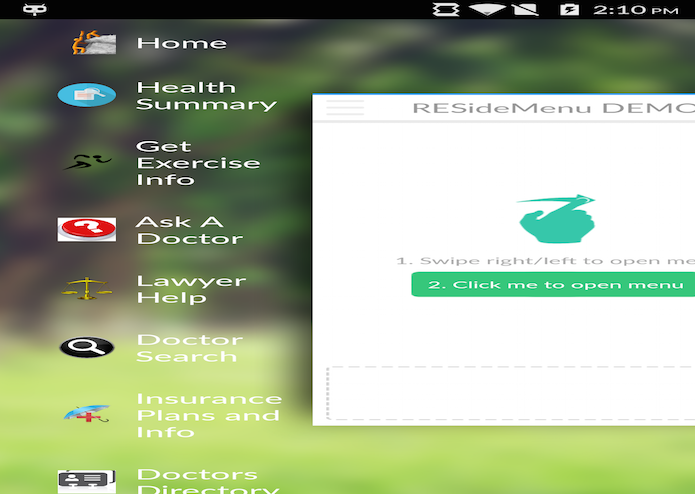 2:10 PM
Home
Health
Summary
Get
Exercise
Info
Ask A
Doctor
Lawyer
Help
Doctor
Search
Insurance
Plans and
Info
Doctors
Directory
RESideMenu DEMO
1. Swipe right/left to open me
2. Click me to open menu